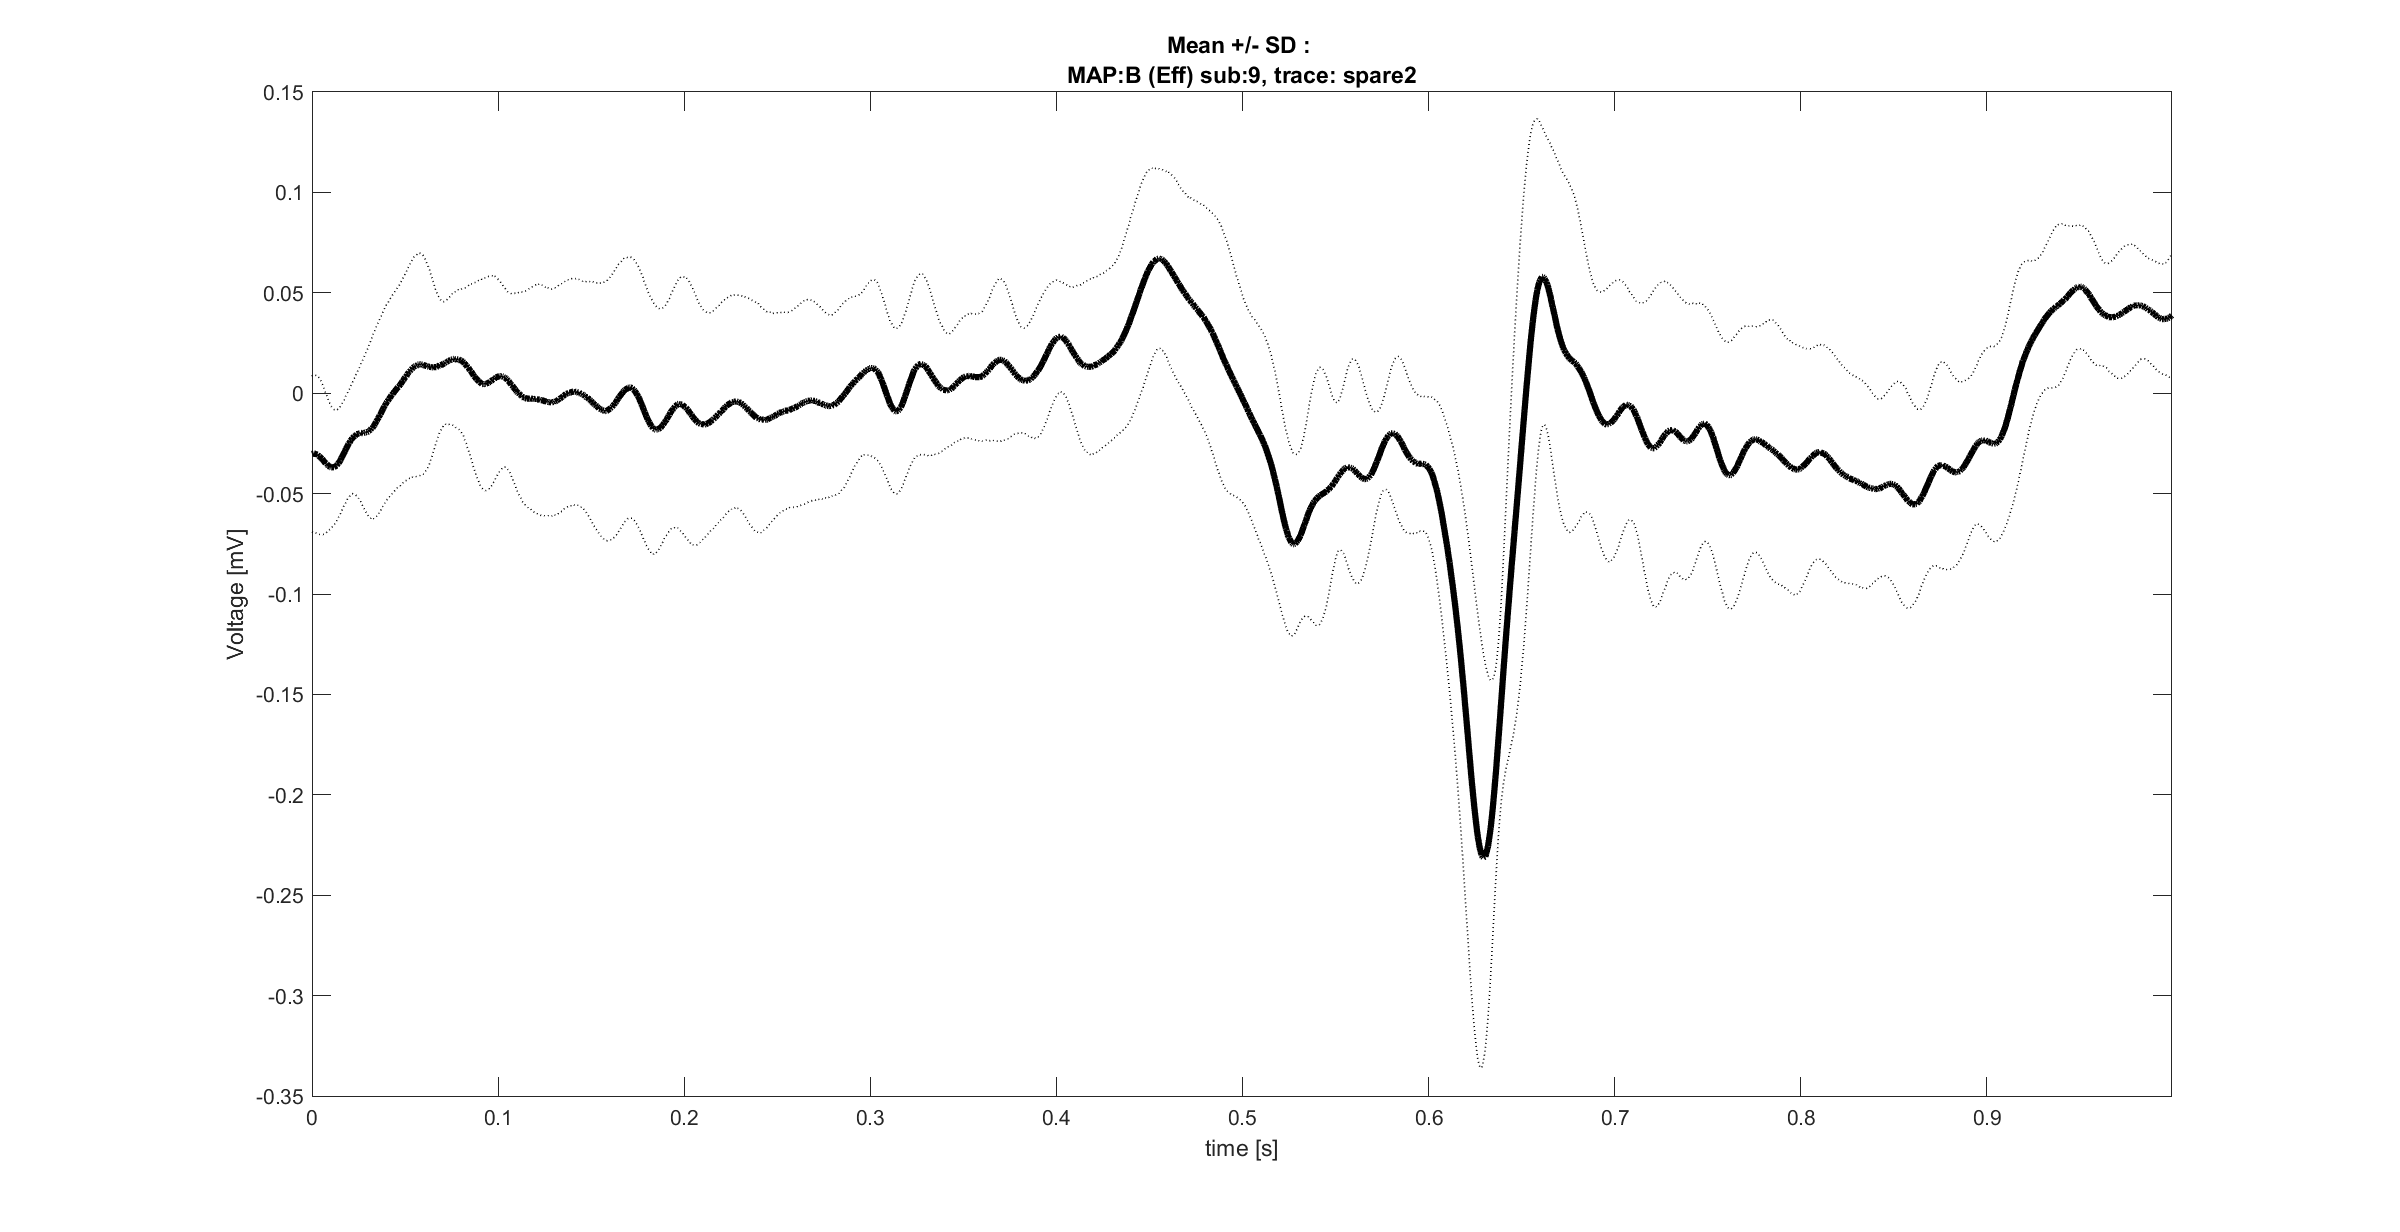 Mean +/- SD :
MAP:B (Eff) sub:9, trace: spare2
0.15
0.1
0.05
0
-0.05
-0.1
-0.15
-0.2
-0.25
-0.3
-0.35
Voltage [mV]
0 0.1 0.2 0.3 0.4 0.5 0.6 0.7 0.8 0.9
time [s]